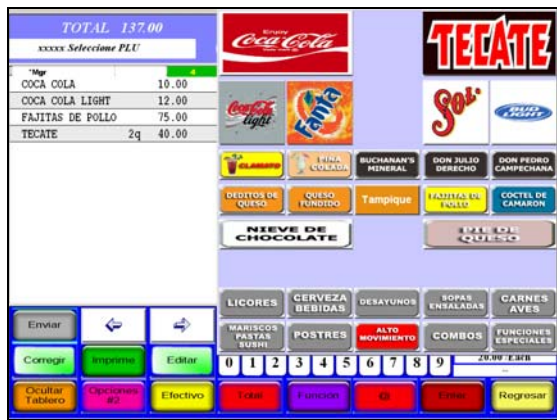 TOTAL 137.00
xxxxx Seleccione PLU
*Mgr 4
COCA COLA 10.00
COCA COLA LIGHT 12.00
FAJITAS DE POLLO 75.00
TECATE 2q 40.00
Enjoy
Coca-Cola
TECATE
Coca-Cola
light
Fanta
Sol
BUD
LIGHT
CLAMATO
PIÑA
COLADA
BUCHANAN'S
MINERAL
DON JULIO
DERECHO
DON PEDRO
CAMPECHANA
DEDITOS DE
QUESO
QUESO
FUNDIDO
Tampique
FAJITAS DE
POLLO
COCTEL DE
CAMARON
NIEVE DE
CHOCOLATE
PIE DE
QUESO
LICORES
CERVEZA
BEBIDAS
DESAYUNOS
SOPAS
ENSALADAS
CARNES
AVES
MARISCOS
PASTAS
SUSHI
POSTRES
ALTO
MOVIMIENTO
COMBOS
FUNCIONES
ESPECIALES
Enviar
Corregir
Imprime
Editar
0 1 2 3 4 5 6 7 8 9
20.00 /Each
Ocultar
Tablero
Opciones
#2
Efectivo
Total
Función
@/
Enter
Regresar